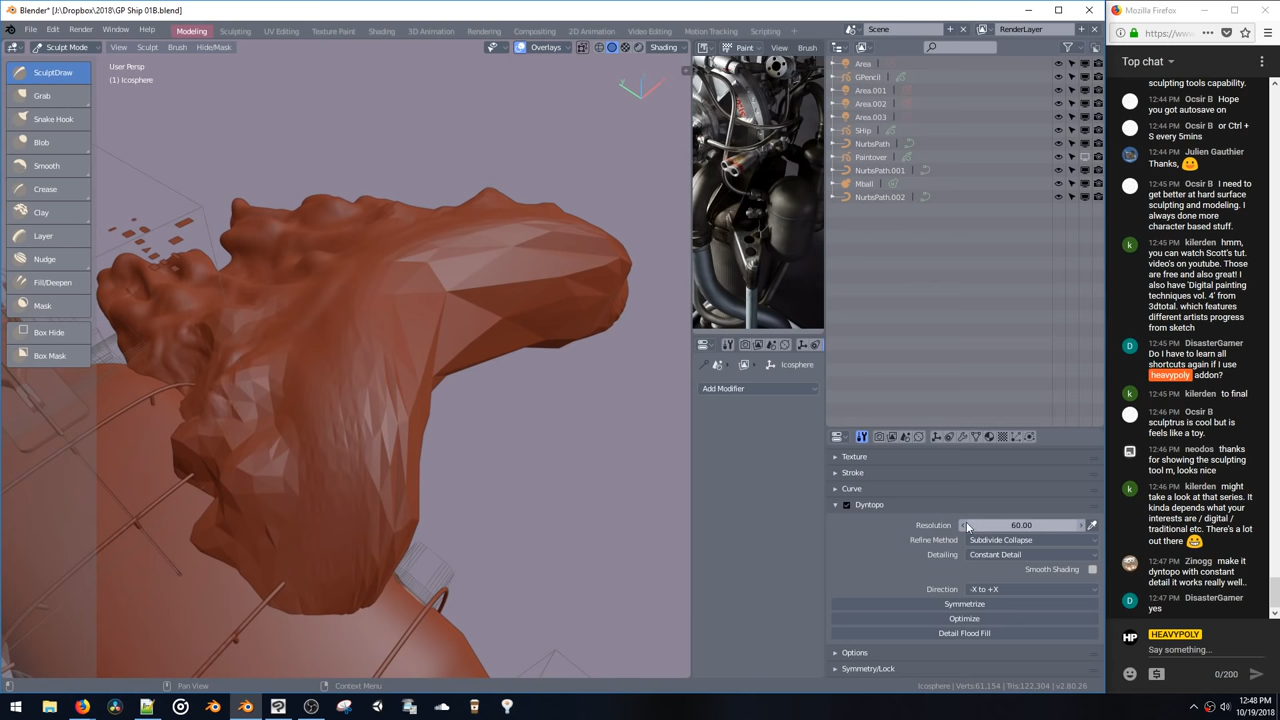 Blender* [J:\Dropbox\2018\GP Ship 01B.blend]
File Edit Render Window Help Modeling Sculpting UV Editing Texture Paint Shading 3D Animation Rendering 2D Animation Video Editing Motion Tracking Scripting Scene RenderLayer
Sculpt Mode View Sculpt Brush Hide/Mask Overlays Shading Paint View Brush
User Persp
(1) Icosphere
SculptDraw
Grab
Snake Hook
Blob
Smooth
Crease
Clay
Layer
Nudge
Fill/Deepen
Mask
Box Hide
Box Mask
Icosphere
Add Modifier
Area
GPencil
Area.001
Area.002
Area.003
SHip
NurbsPath
Paintover
NurbsPath.001
Mball
NurbsPath.002
Texture
Stroke
Curve
Dyntopo
Resolution 60.00
Refine Method Subdivide Collapse
Detailing Constant Detail
Smooth Shading
Direction -X to +X
Symmetrize
Optimize
Detail Flood Fill
Options
Symmetry/Lock
Pan View Context Menu Icosphere | Verts:61,154 | Tris:122,304 | v2.80.26
Mozilla Firefox
https://www.
Top chat
sculpting tools capability.
12:44 PM Ocsir B Hope
you got autosave on
12:44 PM Ocsir B or Ctrl +
S every 5mins
12:44 PM Julien Gauthier
Thanks,
12:45 PM Ocsir B I need to
get better at hard surface
sculpting and modeling. I
always done more
character based stuff.
12:45 PM kilerden hmm,
you can watch Scott's tut.
video's on youtube. Those
are free and also great! I
also have 'Digital painting
techniques vol. 4' from
3dtotal. which features
different artists progress
from sketch
12:45 PM DisasterGamer
Do I have to learn all
shortcuts again if I use
heavypoly addon?
12:45 PM kilerden to final
12:46 PM Ocsir B
sculptrus is cool but is
feels like a toy.
12:46 PM neodos thanks
for showing the sculpting
tool m, looks nice
12:46 PM kilerden might
take a look at that series. It
kinda depends what your
interests are / digital /
traditional etc. There's a lot
out there
12:47 PM Zinogg make it
dyntopo with constant
detail it works really well..
12:47 PM DisasterGamer
yes
HP HEAVYPOLY
Say something...
0/200
12:48 PM
10/19/2018